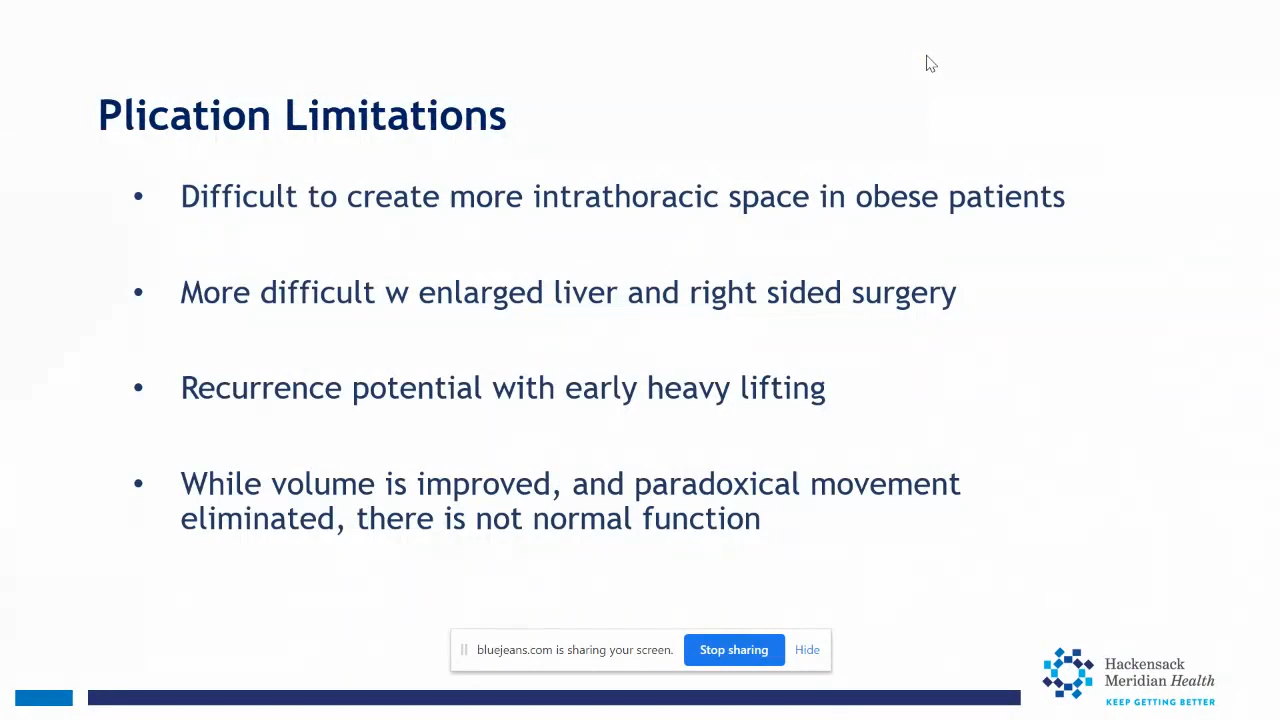 Plication Limitations
• Difficult to create more intrathoracic space in obese patients
• More difficult w enlarged liver and right sided surgery
• Recurrence potential with early heavy lifting
• While volume is improved, and paradoxical movement
eliminated, there is not normal function
bluejeans.com is sharing your screen. Stop sharing Hide
Hackensack
Meridian Health
KEEP GETTING BETTER